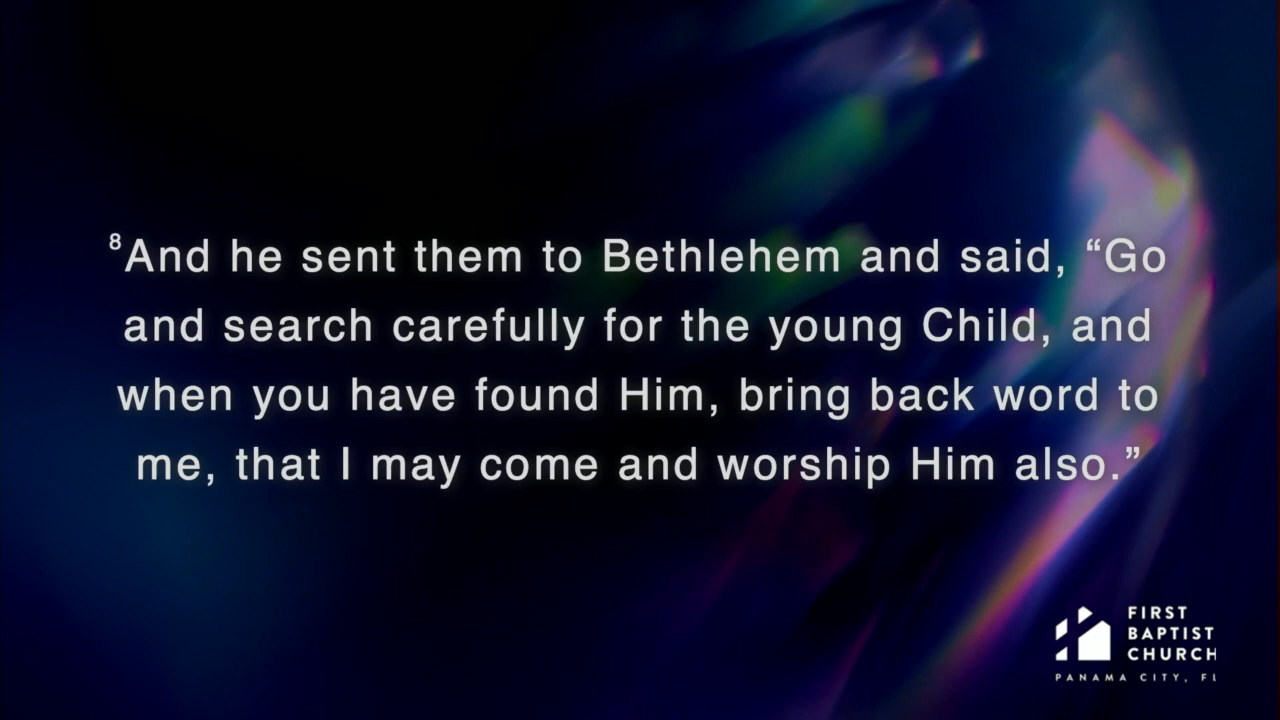 ⁸And he sent them to Bethlehem and said, “Go
and search carefully for the young Child, and
when you have found Him, bring back word to
me, that I may come and worship Him also.”
FIRST
BAPTIST
CHURCH
PANAMA CITY, FL